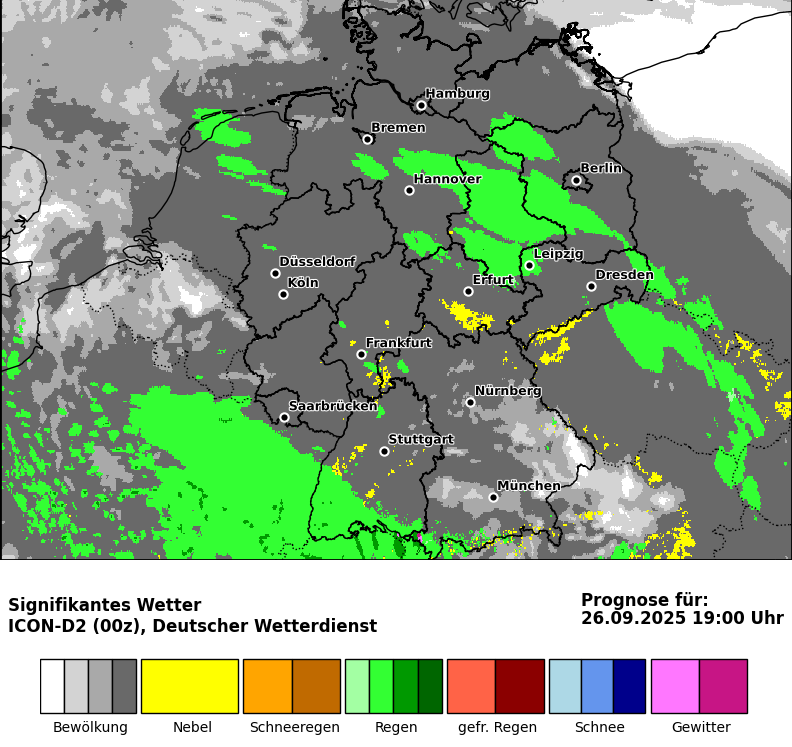 Hamburg
Bremen
Berlin
Hannover
Leipzig
Düsseldorf
Dresden
Erfurt
Köln
Frankfurt
Nürnberg
Saarbrücken
Stuttgart
München
Signifikantes Wetter
ICON-D2 (00z), Deutscher Wetterdienst
Prognose für:
26.09.2025 19:00 Uhr
Bewölkung Nebel Schneeregen Regen gefr. Regen Schnee Gewitter